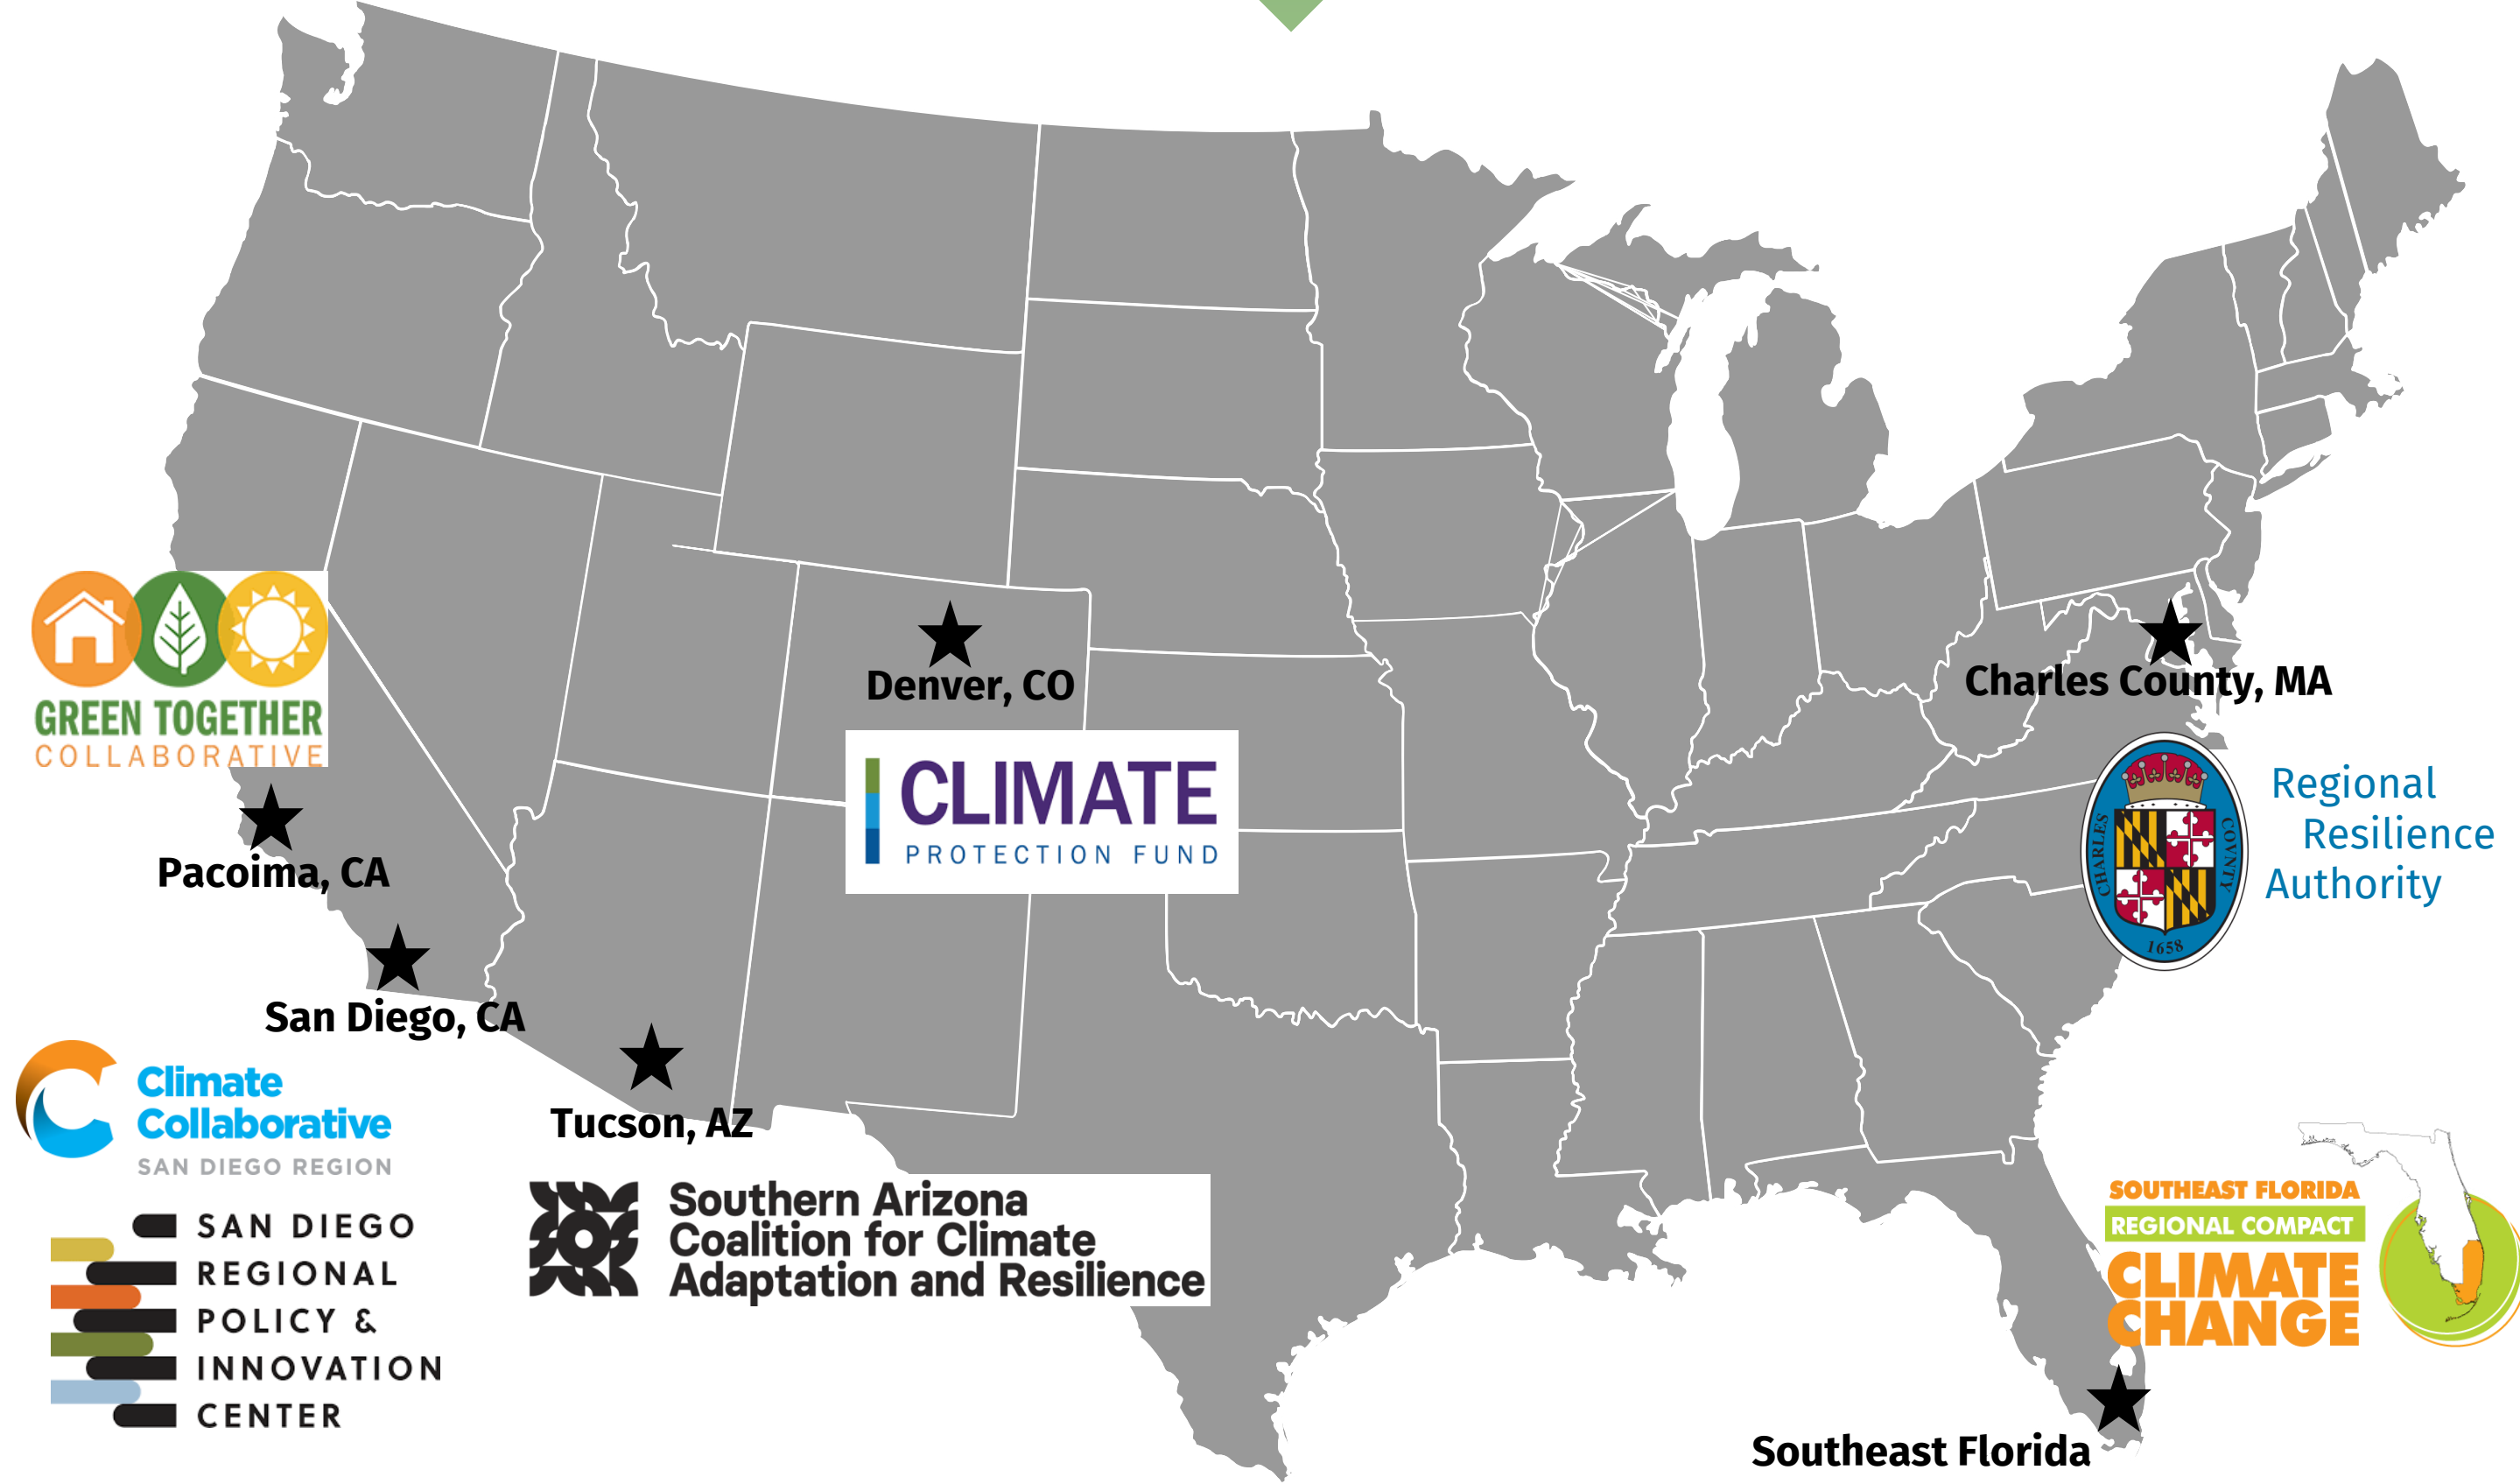 GREEN TOGETHER
COLLABORATIVE
Pacoima, CA
San Diego, CA
Climate
Collaborative
SAN DIEGO REGION
SAN DIEGO
REGIONAL
POLICY &
INNOVATION
CENTER
Tucson, AZ
Southern Arizona
Coalition for Climate
Adaptation and Resilience
Denver, CO
CLIMATE
PROTECTION FUND
Charles County, MA
CHARLES COVNTY
1658
Regional
Resilience
Authority
SOUTHEAST FLORIDA
REGIONAL COMPACT
CLIMATE
CHANGE
Southeast Florida